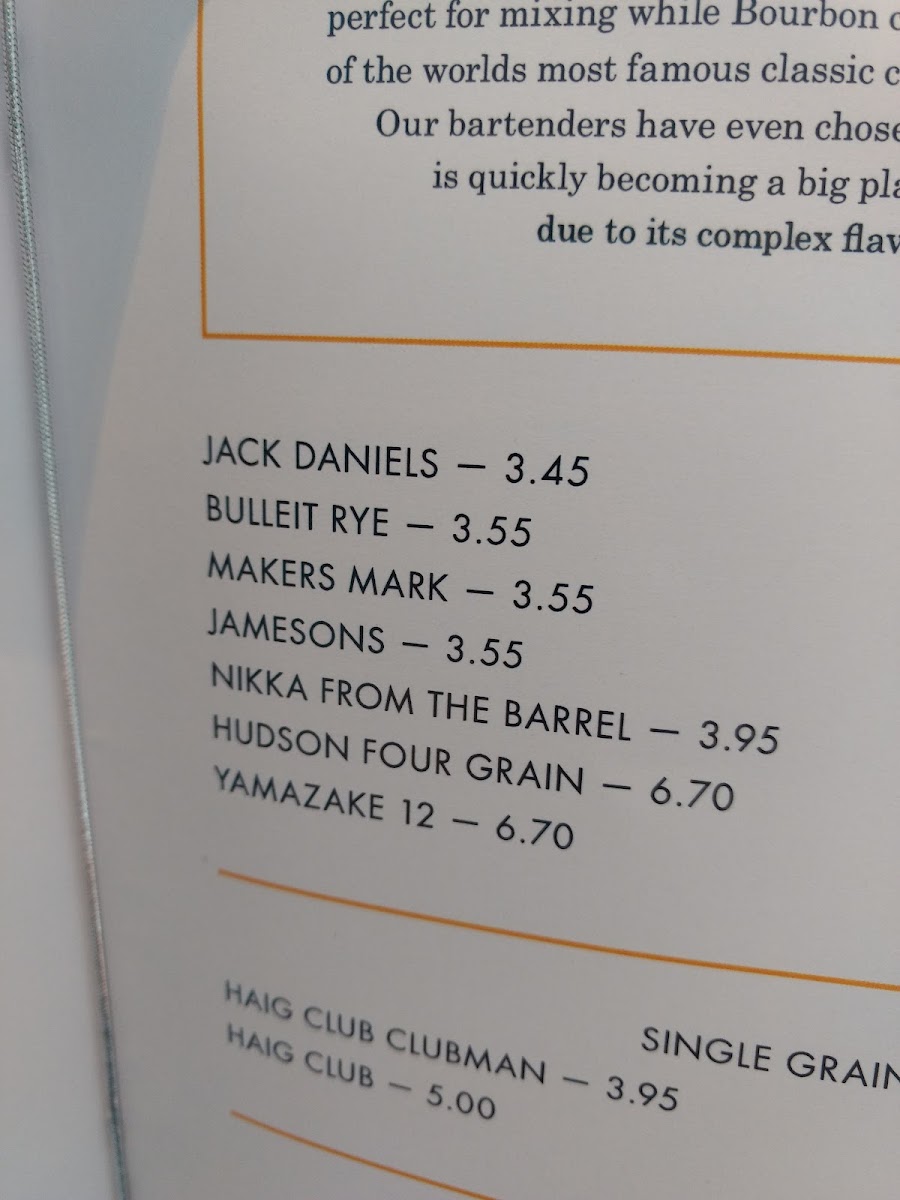 perfect for mixing while Bourbon
of the worlds most famous classic
Our bartenders have even
is quickly becoming a big
due to its complex
JACK DANIELS – 3.45
BULLEIT RYE – 3.55
MAKERS MARK – 3.55
JAMESONS – 3.55
NIKKA FROM THE BARREL – 3.95
HUDSON FOUR GRAIN – 6.70
YAMAZAKE 12 – 6.70
SINGLE GRAIN
HAIG CLUB CLUBMAN – 3.95
HAIG CLUB – 5.00